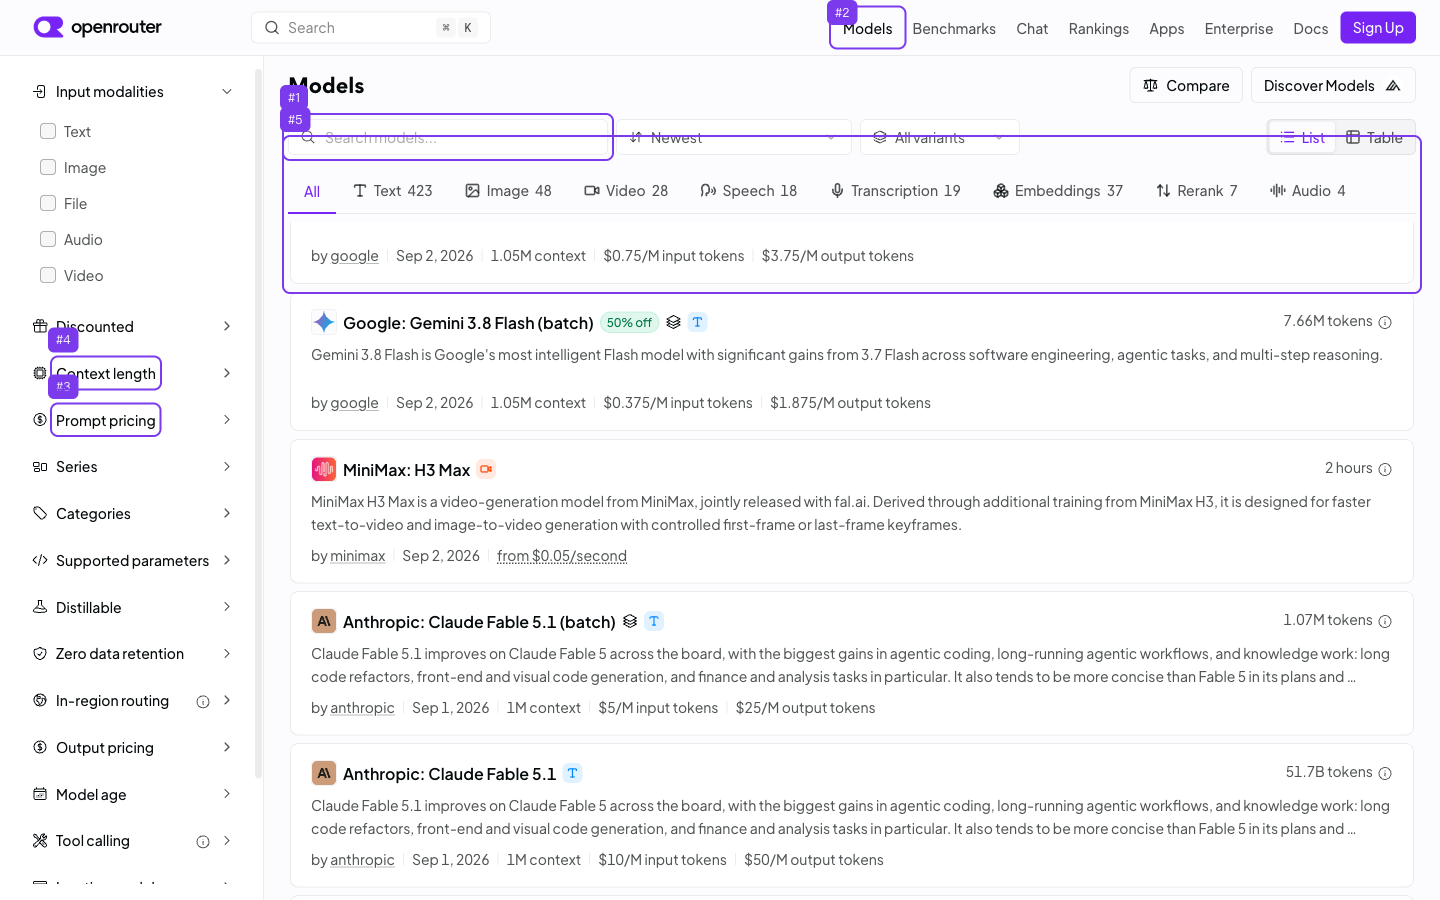 openrouter
Search ⌘ K
#2
Models Benchmarks Chat Rankings Apps Enterprise Docs Sign Up
Input modalities
Text
Image
File
Audio
Video
Discounted
#4
Context length
#3
Prompt pricing
Series
Categories
Supported parameters
Distillable
Zero data retention
In-region routing
Output pricing
Model age
Tool calling
Models
Compare Discover Models
#1
#5
Search models... Newest All variants List Table
All Text 423 Image 48 Video 28 Speech 18 Transcription 19 Embeddings 37 Rerank 7 Audio 4
by google Sep 2, 2026 1.05M context $0.75/M input tokens $3.75/M output tokens
Google: Gemini 3.8 Flash (batch) 50% off 7.66M tokens
Gemini 3.8 Flash is Google's most intelligent Flash model with significant gains from 3.7 Flash across software engineering, agentic tasks, and multi-step reasoning.
by google Sep 2, 2026 1.05M context $0.375/M input tokens $1.875/M output tokens
MiniMax: H3 Max 2 hours
MiniMax H3 Max is a video-generation model from MiniMax, jointly released with fal.ai. Derived through additional training from MiniMax H3, it is designed for faster
text-to-video and image-to-video generation with controlled first-frame or last-frame keyframes.
by minimax Sep 2, 2026 from $0.05/second
Anthropic: Claude Fable 5.1 (batch) 1.07M tokens
Claude Fable 5.1 improves on Claude Fable 5 across the board, with the biggest gains in agentic coding, long-running agentic workflows, and knowledge work: long
code refactors, front-end and visual code generation, and finance and analysis tasks in particular. It also tends to be more concise than Fable 5 in its plans and ...
by anthropic Sep 1, 2026 1M context $5/M input tokens $25/M output tokens
Anthropic: Claude Fable 5.1 51.7B tokens
Claude Fable 5.1 improves on Claude Fable 5 across the board, with the biggest gains in agentic coding, long-running agentic workflows, and knowledge work: long
code refactors, front-end and visual code generation, and finance and analysis tasks in particular. It also tends to be more concise than Fable 5 in its plans and ...
by anthropic Sep 1, 2026 1M context $10/M input tokens $50/M output tokens